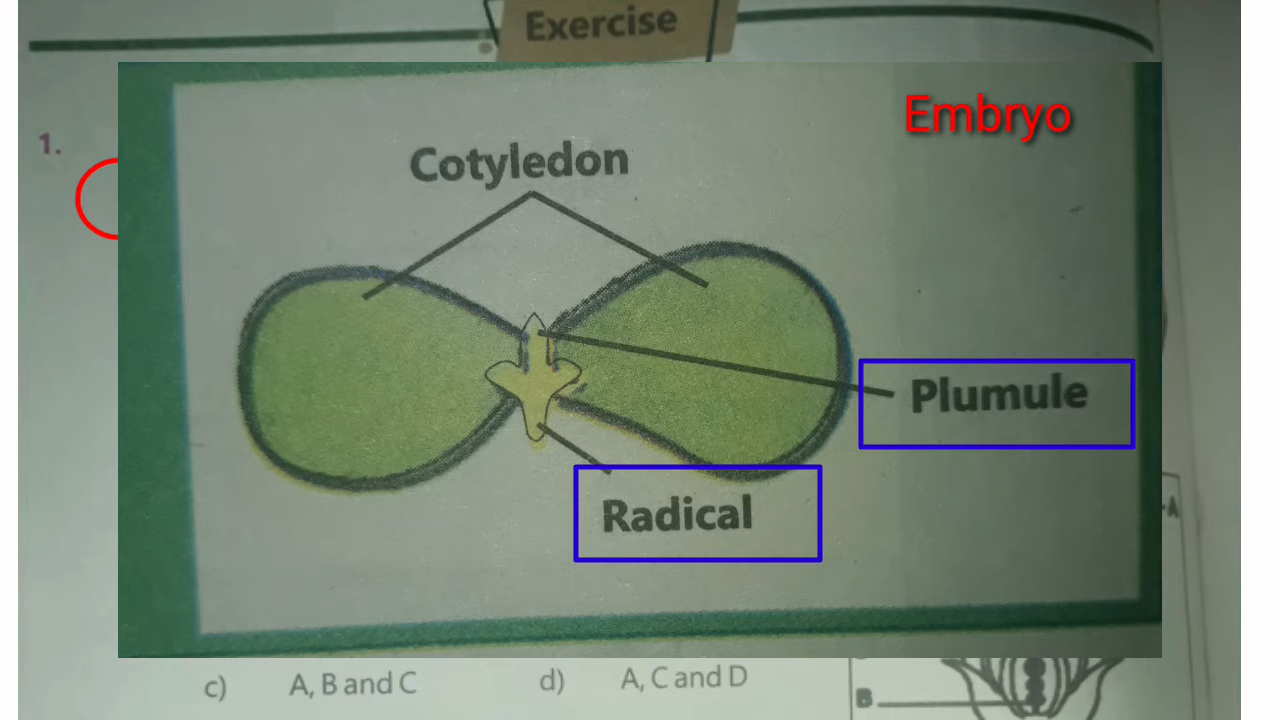 Exercise
1.
Embryo
Cotyledon
Plumule
Radical
-A
c) A, B and C d) A, C and D
B